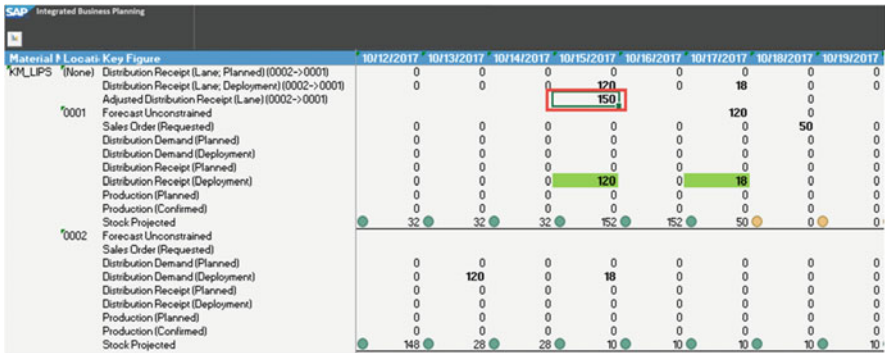 SAP Integrated Business Planning
Material N Locati Key Figure 10/12/2017 10/13/2017 10/14/2017 10/15/2017 10/16/2017 10/17/2017 10/18/2017 10/19/2017
KM_LIPS (None) Distribution Receipt (Lane; Planned) (0002->0001) 0 0 0 0 0 0 0 0
Distribution Receipt (Lane; Deployment) (0002->0001) 0 0 0 120 0 18 0 0
Adjusted Distribution Receipt (Lane) (0002->0001) 150 0
0001 Forecast Unconstrained 120 0
Sales Order (Requested) 0 0 0 0 0 0 50 0
Distribution Demand (Planned) 0 0 0 0 0 0 0 0
Distribution Demand (Deployment) 0 0 0 0 0 0 0 0
Distribution Receipt (Planned) 0 0 0 0 0 0 0 0
Distribution Receipt (Deployment) 0 0 0 120 0 18 0 0
Production (Planned) 0 0 0 0 0 0 0 0
Production (Confirmed) 0 0 0 0 0 0 0 0
Stock Projected 32 32 32 152 152 50 0 0
0002 Forecast Unconstrained
Sales Order (Requested)
Distribution Demand (Planned) 0 0 0 0 0 0 0 0
Distribution Demand (Deployment) 0 120 0 18 0 0 0 0
Distribution Receipt (Planned) 0 0 0 0 0 0 0 0
Distribution Receipt (Deployment) 0 0 0 0 0 0 0 0
Production (Planned) 0 0 0 0 0 0 0 0
Production (Confirmed) 0 0 0 0 0 0 0 0
Stock Projected 148 28 28 10 10 10 10 10